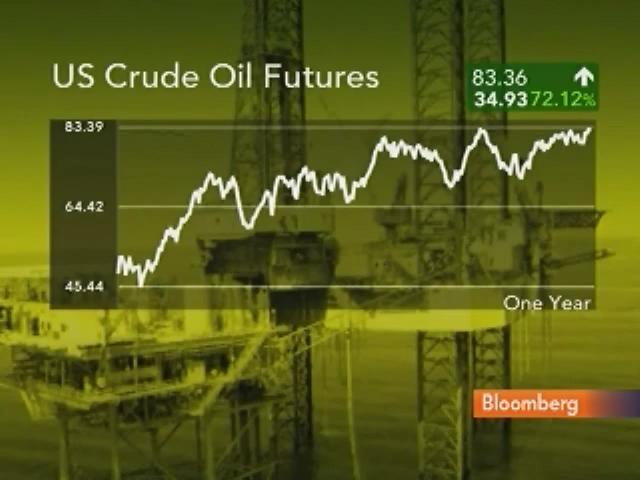 US Crude Oil Futures
83.36
34.93 72.12%
83.39
64.42
45.44
One Year
Bloomberg